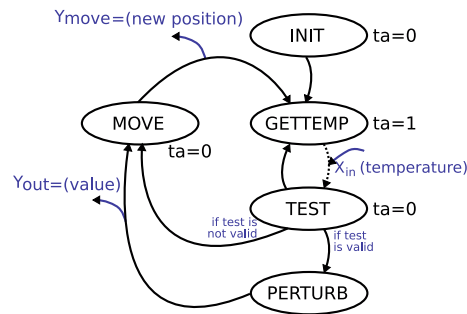 Ymove=(new position)
INIT
ta=0
MOVE
ta=0
GETTEMP
ta=1
Xin (temperature)
Yout=(value)
TEST
ta=0
if test is
not valid
if test
is valid
PERTURB